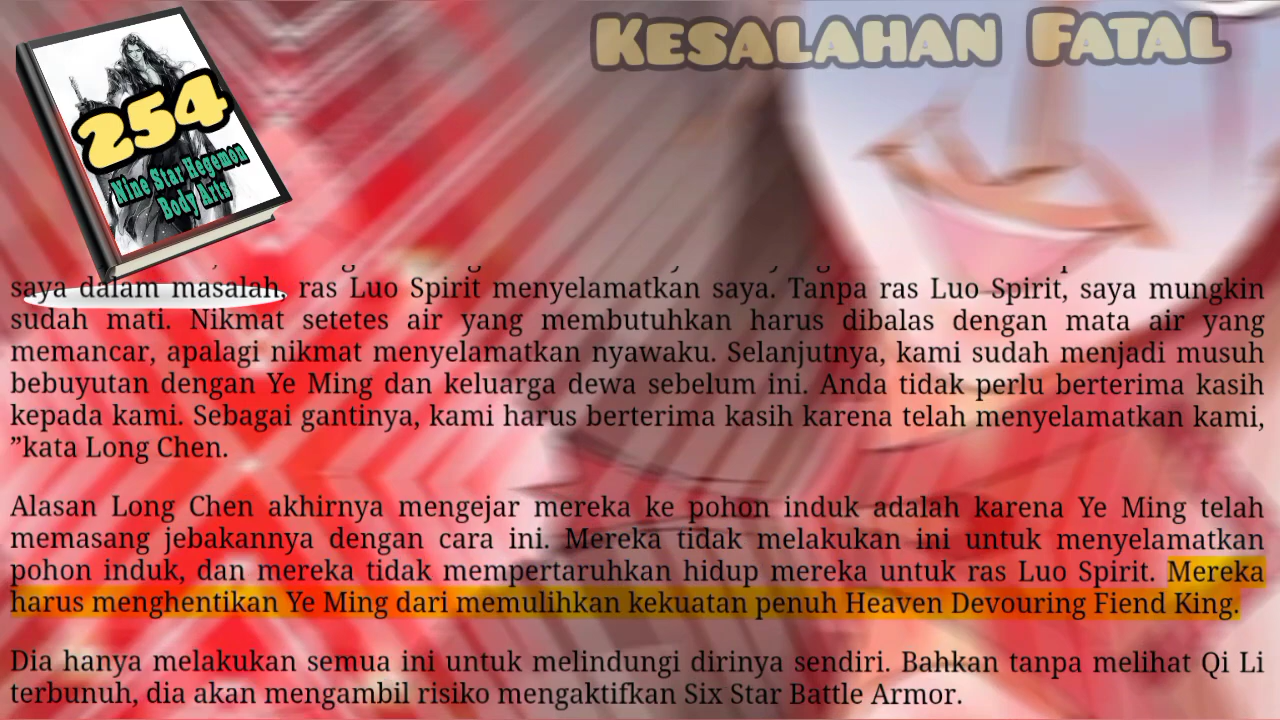 Kesalahan Fatal
254
Nine Star Hegemon
Body Arts
saya dalam masalah, ras Luo Spirit menyelamatkan saya. Tanpa ras Luo Spirit, saya mungkin
sudah mati. Nikmat setetes air yang membutuhkan harus dibalas dengan mata air yang
memancar, apalagi nikmat menyelamatkan nyawaku. Selanjutnya, kami sudah menjadi musuh
bebuyutan dengan Ye Ming dan keluarga dewa sebelum ini. Anda tidak perlu berterima kasih
kepada kami. Sebagai gantinya, kami harus berterima kasih karena telah menyelamatkan kami,
”kata Long Chen.
Alasan Long Chen akhirnya mengejar mereka ke pohon induk adalah karena Ye Ming telah
memasang jebakannya dengan cara ini. Mereka tidak melakukan ini untuk menyelamatkan
pohon induk, dan mereka tidak mempertaruhkan hidup mereka untuk ras Luo Spirit. Mereka
harus menghentikan Ye Ming dari memulihkan kekuatan penuh Heaven Devouring Fiend King.
Dia hanya melakukan semua ini untuk melindungi dirinya sendiri. Bahkan tanpa melihat Qi Li
terbunuh, dia akan mengambil risiko mengaktifkan Six Star Battle Armor.